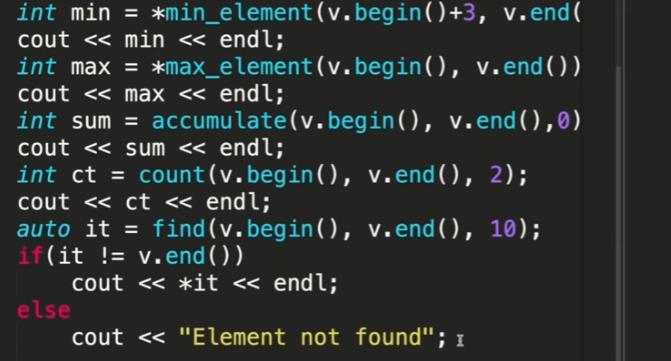 int min = *min_element(v.begin()+3, v.end(
cout << min << endl;
int max = *max_element(v.begin(), v.end())
cout << max << endl;
int sum = accumulate(v.begin(), v.end(),0)
cout << sum << endl;
int ct = count(v.begin(), v.end(), 2);
cout << ct << endl;
auto it = find(v.begin(), v.end(), 10);
if(it != v.end())
cout << *it << endl;
else
cout << "Element not found";